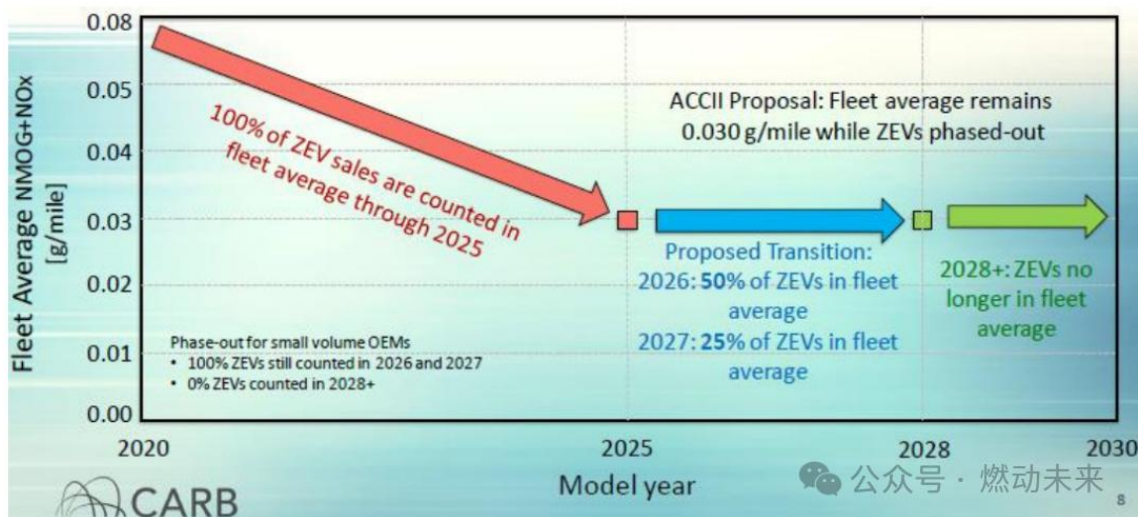 0.08
0.05
0.04
0.03
0.02
0.01
0.00
Fleet Average NMOG+NOx
[g/mile]
100% of ZEV sales are counted in
fleet average through 2025
ACCII Proposal: Fleet average remains
0.030 g/mile while ZEVs phased-out
Proposed Transition:
2026: 50% of ZEVs in fleet
average
2027: 25% of ZEVs in fleet
average
2028+: ZEVs no
longer in fleet
average
Phase-out for small volume OEMs
• 100% ZEVs still counted in 2026 and 2027
• 0% ZEVs counted in 2028+
2020
2025
2028
2030
Model year
CARB
公众号 · 燃动未来
8